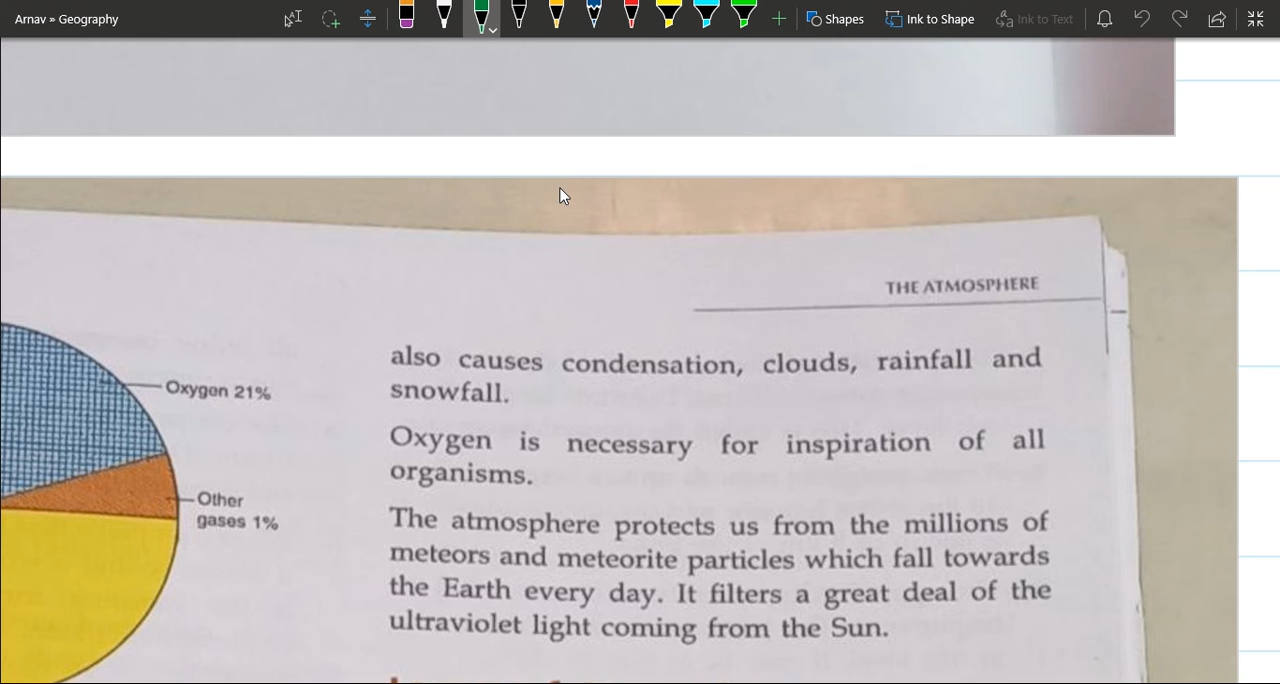 Arnav » Geography
Shapes
Ink to Shape
Ink to Text
THE ATMOSPHERE
also causes condensation, clouds, rainfall and
snowfall.
Oxygen is necessary for inspiration of all
organisms.
The atmosphere protects us from the millions of
meteors and meteorite particles which fall towards
the Earth every day. It filters a great deal of the
ultraviolet light coming from the Sun.
Oxygen 21%
Other
gases 1%